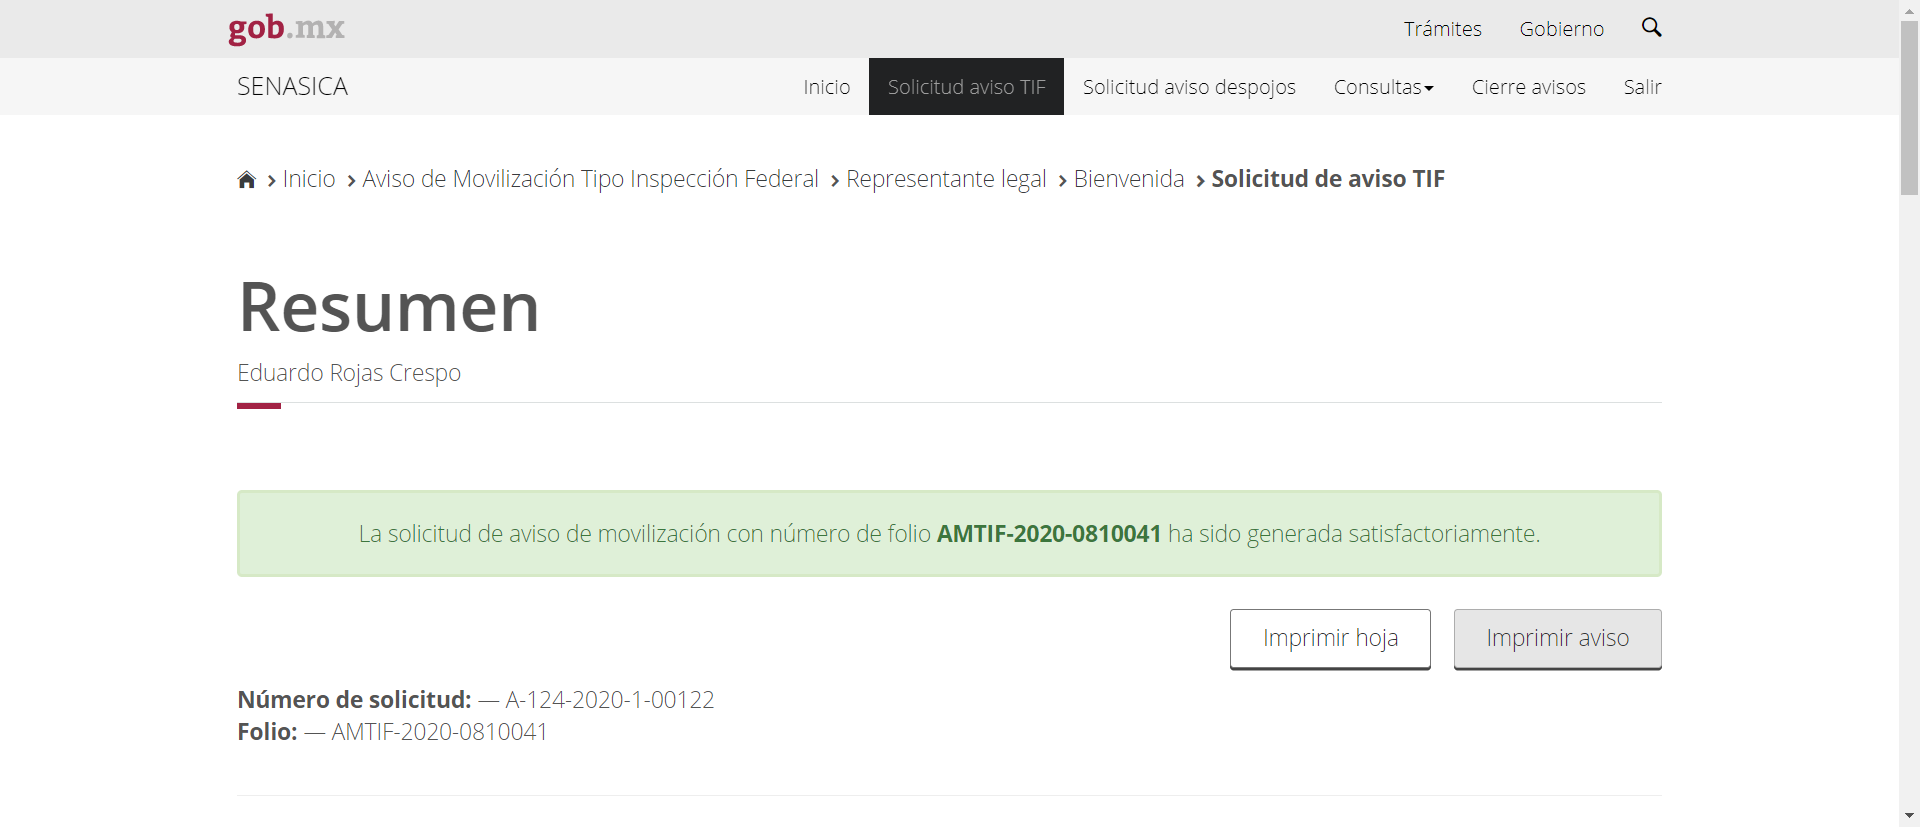 gob.mx
Trámites Gobierno
SENASICA
Inicio Solicitud aviso TIF Solicitud aviso despojos Consultas Cierre avisos Salir
Inicio Aviso de Movilización Tipo Inspección Federal Representante legal Bienvenida Solicitud de aviso TIF
Resumen
Eduardo Rojas Crespo
La solicitud de aviso de movilización con número de folio AMTIF-2020-0810041 ha sido generada satisfactoriamente.
Imprimir hoja Imprimir aviso
Número de solicitud: — A-124-2020-1-00122
Folio: — AMTIF-2020-0810041